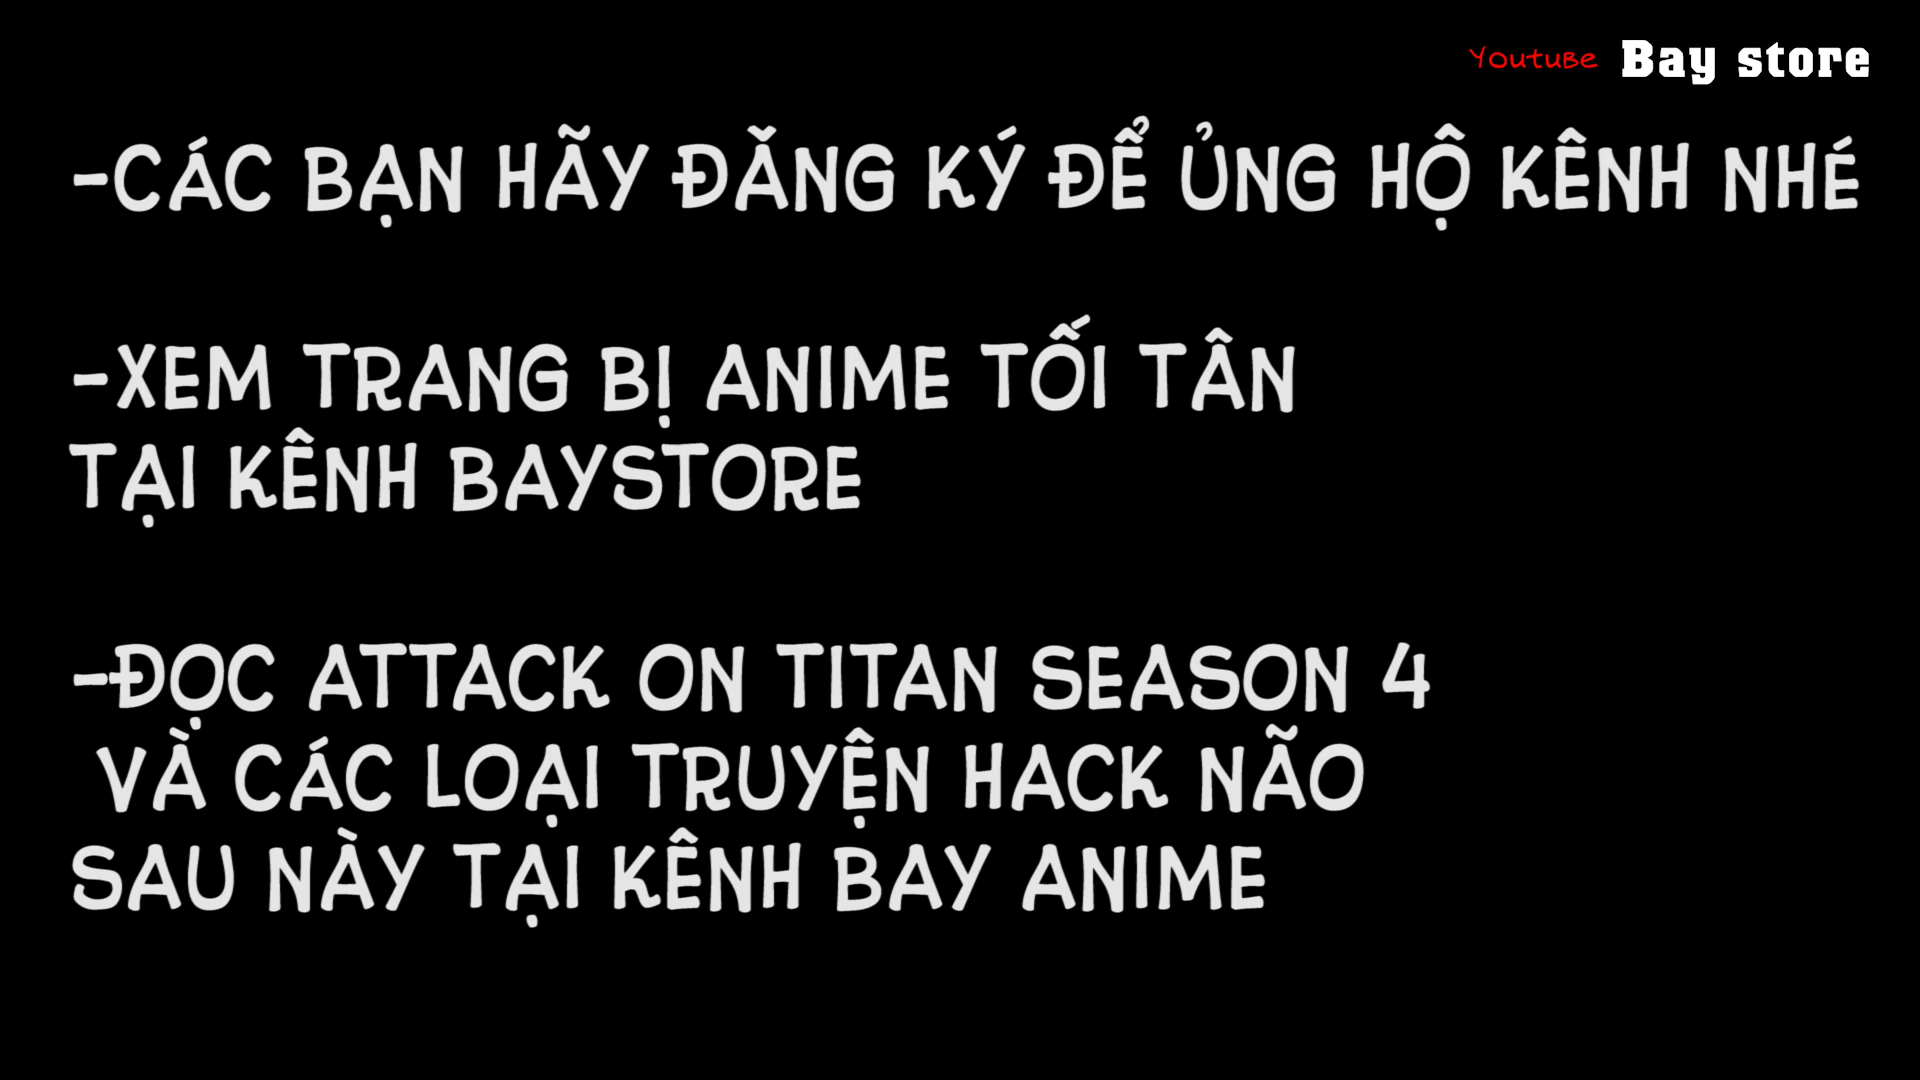 Youtube Bay store
-CÁC BẠN HÃY ĐĂNG KÝ ĐỂ ỦNG HỘ KÊNH NHÉ
-XEM TRANG BỊ ANIME TỐI TÂN
TẠI KÊNH BAYSTORE
-ĐỌC ATTACK ON TITAN SEASON 4
VÀ CÁC LOẠI TRUYỆN HACK NÃO
SAU NÀY TẠI KÊNH BAY ANIME